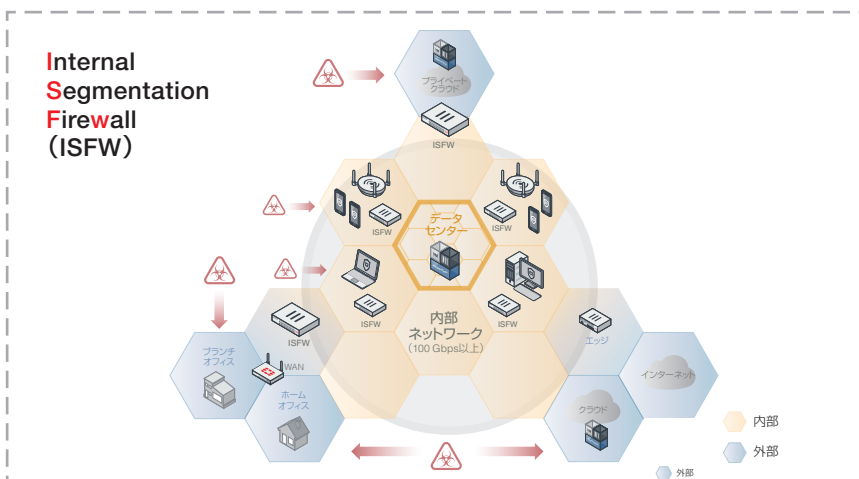 Internal
Segmentation
Firewall
(ISFW)
プライベート
クラウド
ISFW
ISFW
データ
センター
ISFW
ISFW
内部
ネットワーク
(100 Gbps以上)
ISFW
ISFW
エッジ
ブランチ
オフィス
WAN
インターネット
ホーム
オフィス
クラウド
内部
外部
外部